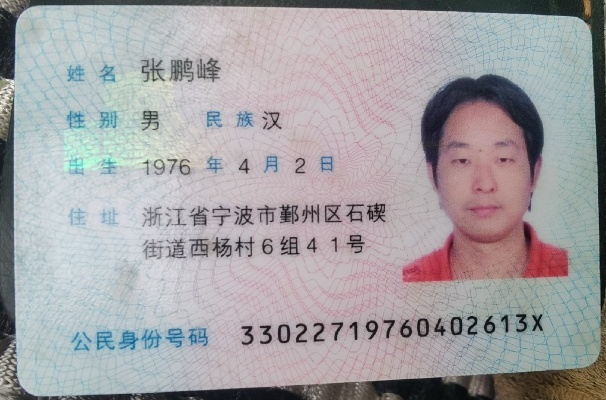 姓名 张鹏峰
性别 男 民族 汉
出生 1976 年 4 月 2 日
住址 浙江省宁波市鄞州区石碶
街道西杨村6组41号
公民身份号码 33022719760402613X